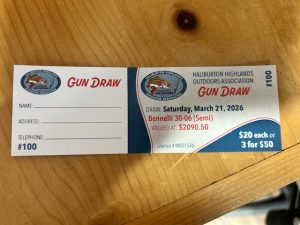 GUN DRAW
NAME:
ADDRESS:
TELEPHONE:
#100
HALIBURTON HIGHLANDS
OUTDOORS ASSOCIATION
GUN DRAW
#100
DRAW: Saturday, March 21, 2026
Bennelli 30-06 (Semi)
VALUED AT: $2090.50
$20 each or
3 for $50